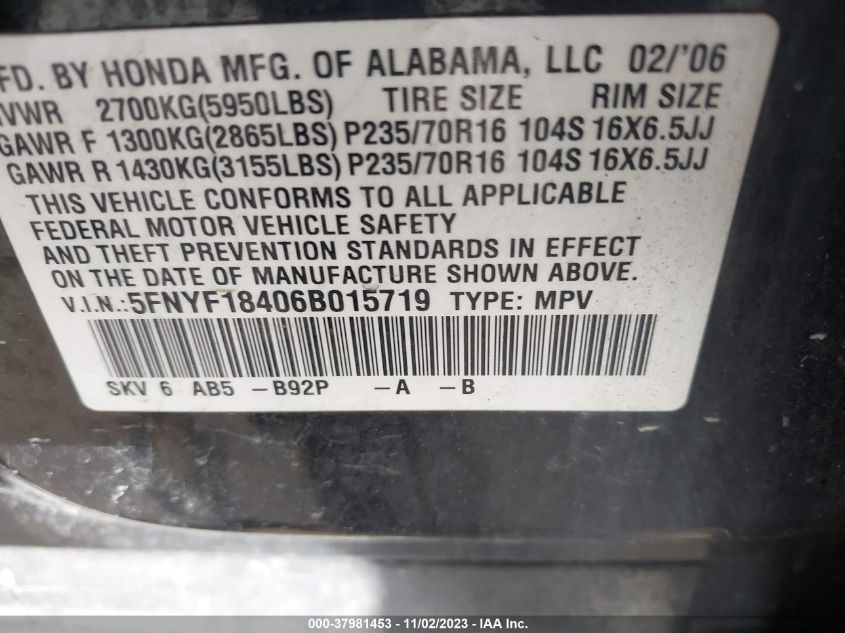 FD. BY HONDA MFG. OF ALABAMA, LLC 02/'06
VWR 2700KG(5950LBS) TIRE SIZE RIM SIZE
GAWR F 1300KG(2865LBS) P235/70R16 104S 16X6.5JJ
GAWR R 1430KG(3155LBS) P235/70R16 104S 16X6.5JJ
THIS VEHICLE CONFORMS TO ALL APPLICABLE
FEDERAL MOTOR VEHICLE SAFETY
AND THEFT PREVENTION STANDARDS IN EFFECT
ON THE DATE OF MANUFACTURE SHOWN ABOVE.
V.I.N.:5FNYF18406B015719 TYPE: MPV
SKV 6 AB5 -B92P -A -B
000-37981453 - 11/02/2023 - IAA Inc.